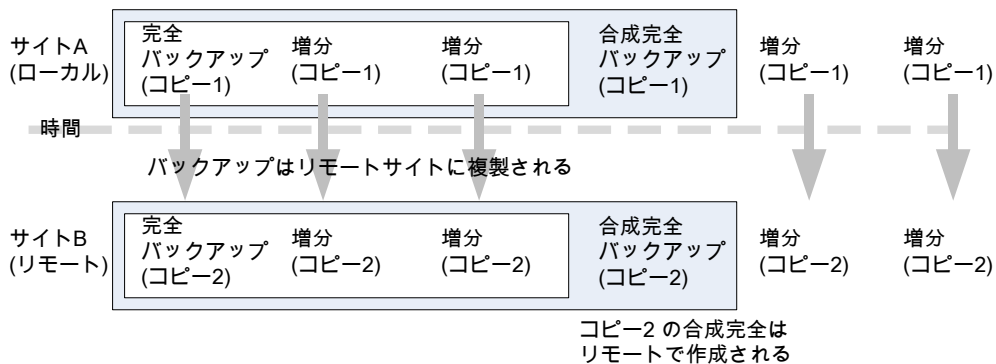 サイトA
(ローカル)
完全
バックアップ
(コピー1)
増分
(コピー1)
増分
(コピー1)
合成完全
バックアップ
(コピー1)
増分
(コピー1)
増分
(コピー1)
時間
バックアップはリモートサイトに複製される
サイトB
(リモート)
完全
バックアップ
(コピー2)
増分
(コピー2)
増分
(コピー2)
合成完全
バックアップ
(コピー2)
増分
(コピー2)
増分
(コピー2)
コピー2 の合成完全は
リモートで作成される